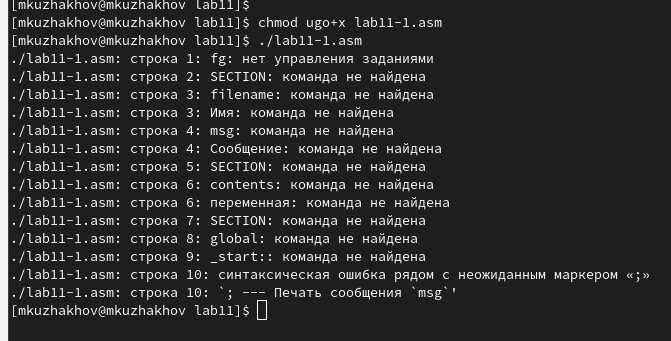 [mkuzhakhov@mkuzhakhov lab11]$
[mkuzhakhov@mkuzhakhov lab11]$ chmod ugo+x lab11-1.asm
[mkuzhakhov@mkuzhakhov lab11]$ ./lab11-1.asm
./lab11-1.asm: строка 1: fg: нет управления заданиями
./lab11-1.asm: строка 2: SECTION: команда не найдена
./lab11-1.asm: строка 3: filename: команда не найдена
./lab11-1.asm: строка 3: Имя: команда не найдена
./lab11-1.asm: строка 4: msg: команда не найдена
./lab11-1.asm: строка 4: Сообщение: команда не найдена
./lab11-1.asm: строка 5: SECTION: команда не найдена
./lab11-1.asm: строка 6: contents: команда не найдена
./lab11-1.asm: строка 6: переменная: команда не найдена
./lab11-1.asm: строка 7: SECTION: команда не найдена
./lab11-1.asm: строка 8: global: команда не найдена
./lab11-1.asm: строка 9: _start:: команда не найдена
./lab11-1.asm: строка 10: синтаксическая ошибка рядом с неожиданным маркером «;»
./lab11-1.asm: строка 10: `; --- Печать сообщения `msg`'
[mkuzhakhov@mkuzhakhov lab11]$